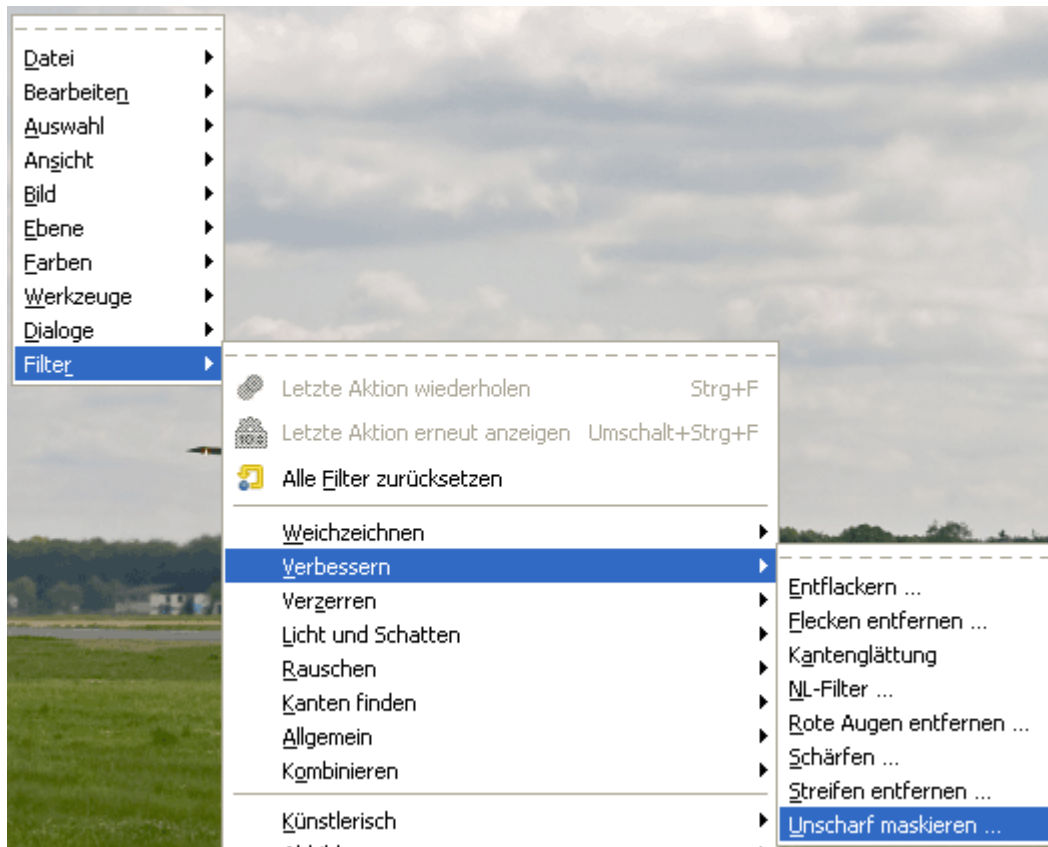 Datei
Bearbeiten
Auswahl
Ansicht
Bild
Ebene
Farben
Werkzeuge
Dialoge
Filter
Letzte Aktion wiederholen Strg+F
Letzte Aktion erneut anzeigen Umschalt+Strg+F
Alle Filter zurücksetzen
Weichzeichnen
Verbessern
Verzerren
Licht und Schatten
Rauschen
Kanten finden
Allgemein
Kombinieren
Künstlerisch
Entflackern ...
Flecken entfernen ...
Kantenglättung
NL-Filter ...
Rote Augen entfernen ...
Schärfen ...
Streifen entfernen ...
Unscharf maskieren ...